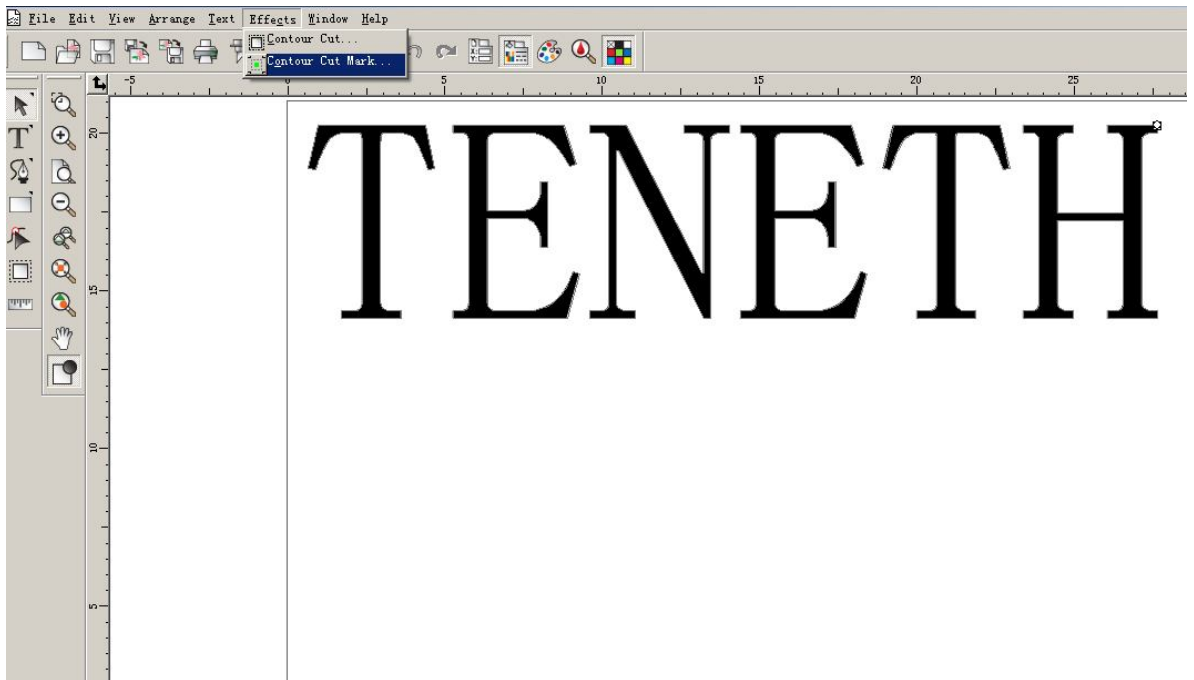 File Edit View Arrange Text Effects Window Help
Contour Cut...
Contour Cut Mark...
-5 0 5 10 15 20 25
TENETH
20
15
10
5